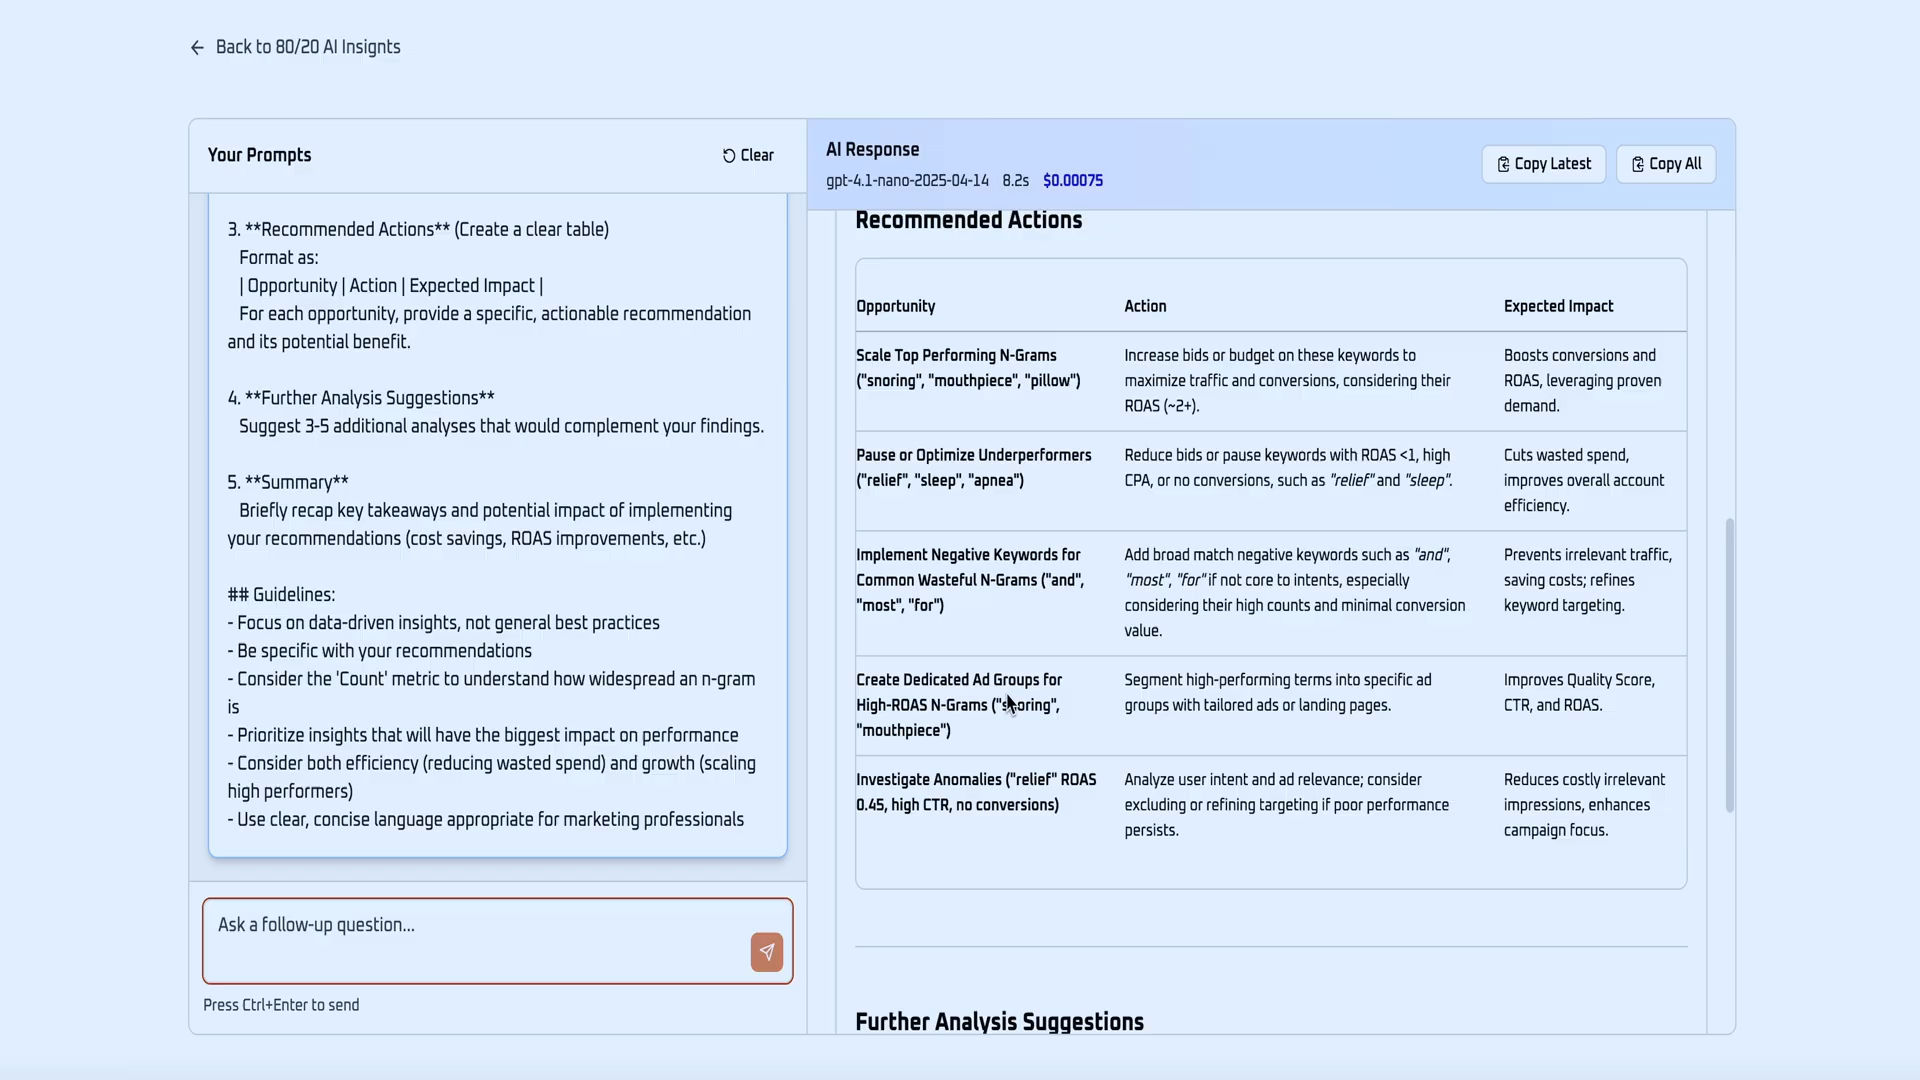 Back to 80/20 AI Insignts
Your Prompts
Clear
3. **Recommended Actions** (Create a clear table)
Format as:
| Opportunity | Action | Expected Impact |
For each opportunity, provide a specific, actionable recommendation
and its potential benefit.
4. **Further Analysis Suggestions**
Suggest 3-5 additional analyses that would complement your findings.
5. **Summary**
Briefly recap key takeaways and potential impact of implementing
your recommendations (cost savings, ROAS improvements, etc.)
## Guidelines:
- Focus on data-driven insights, not general best practices
- Be specific with your recommendations
- Consider the 'Count' metric to understand how widespread an n-gram
is
- Prioritize insights that will have the biggest impact on performance
- Consider both efficiency (reducing wasted spend) and growth (scaling
high performers)
- Use clear, concise language appropriate for marketing professionals
Ask a follow-up question...
Press Ctrl+Enter to send
AI Response
gpt-4.1-nano-2025-04-14 8.2s $0.00075
Copy Latest
Copy All
Recommended Actions
Opportunity
Action
Expected Impact
Scale Top Performing N-Grams
("snoring", "mouthpiece", "pillow")
Increase bids or budget on these keywords to
maximize traffic and conversions, considering their
ROAS (~2+).
Boosts conversions and
ROAS, leveraging proven
demand.
Pause or Optimize Underperformers
("relief", "sleep", "apnea")
Reduce bids or pause keywords with ROAS <1, high
CPA, or no conversions, such as "relief" and "sleep".
Cuts wasted spend,
improves overall account
efficiency.
Implement Negative Keywords for
Common Wasteful N-Grams ("and",
"most", "for")
Add broad match negative keywords such as "and",
"most", "for" if not core to intents, especially
considering their high counts and minimal conversion
value.
Prevents irrelevant traffic,
saving costs; refines
keyword targeting.
Create Dedicated Ad Groups for
High-ROAS N-Grams ("snoring",
"mouthpiece")
Segment high-performing terms into specific ad
groups with tailored ads or landing pages.
Improves Quality Score,
CTR, and ROAS.
Investigate Anomalies ("relief" ROAS
0.45, high CTR, no conversions)
Analyze user intent and ad relevance; consider
excluding or refining targeting if poor performance
persists.
Reduces costly irrelevant
impressions, enhances
campaign focus.
Further Analysis Suggestions